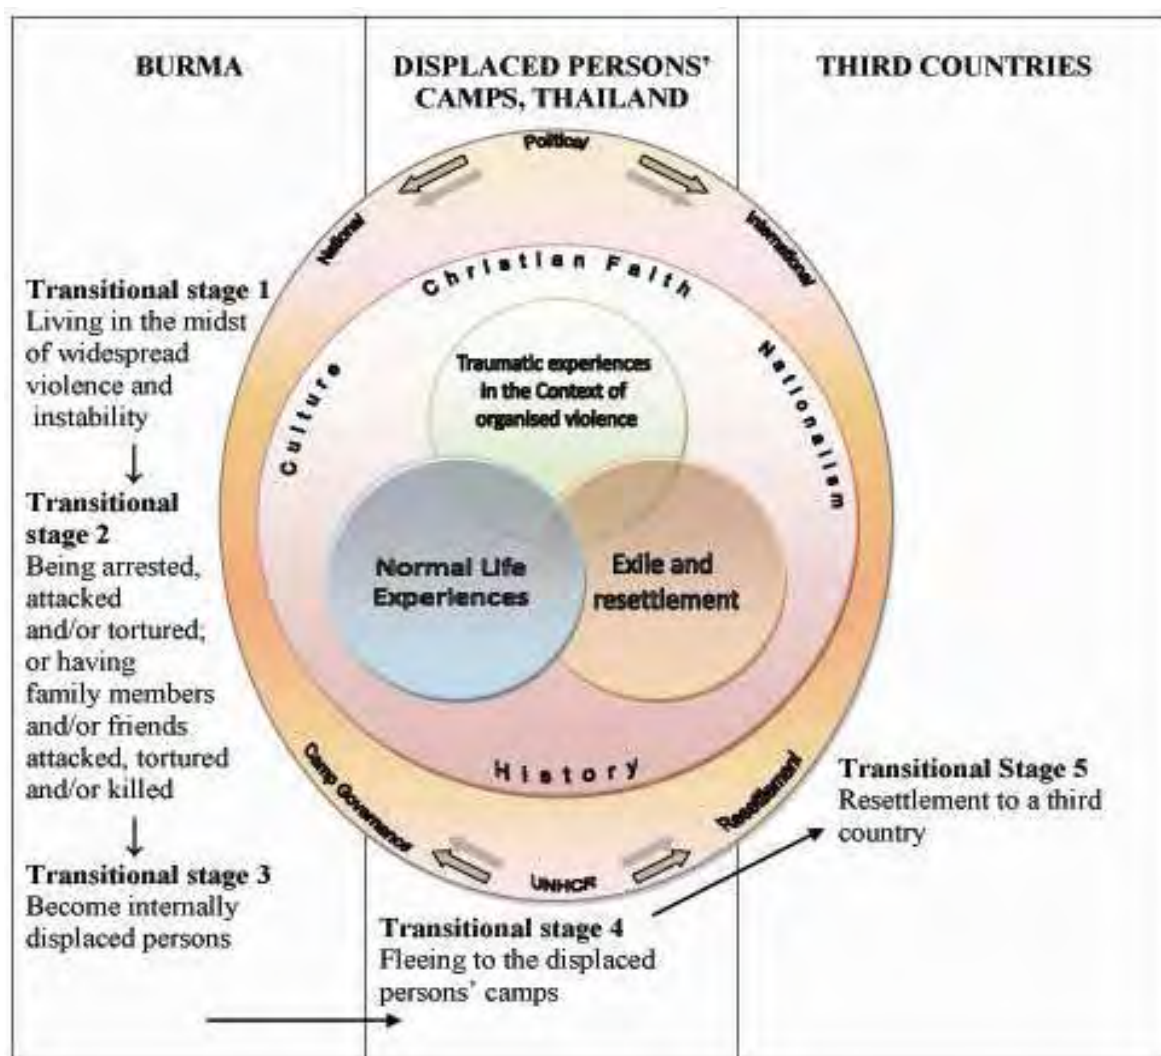 BURMA
DISPLACED PERSONS'
CAMPS, THAILAND
THIRD COUNTRIES
Political
National
International
Christian Faith
Culture
Nationalism
Traumatic experiences
in the Context of
organised violence
Normal Life
Experiences
Exile and
resettlement
History
Camp Governance
UNHCR
Resettlement
Transitional stage 1
Living in the midst
of widespread
violence and
instability
Transitional
stage 2
Being arrested,
attacked
and/or tortured;
or having
family members
and/or friends
attacked, tortured
and/or killed
Transitional stage 3
Become internally
displaced persons
Transitional stage 4
Fleeing to the displaced
persons' camps
Transitional Stage 5
Resettlement to a third
country